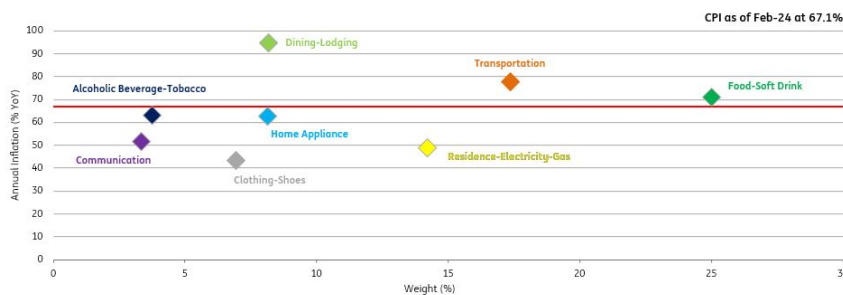 CPI as of Feb-24 at 67.1%
Annual Inflation (% YoY)
100
90
80
70
60
50
40
30
20
10
0
Dining-Lodging
Transportation
Food-Soft Drink
Alcoholic Beverage-Tobacco
Home Appliance
Communication
Residence-Electricity-Gas
Clothing-Shoes
0 5 10 15 20 25
Weight (%)